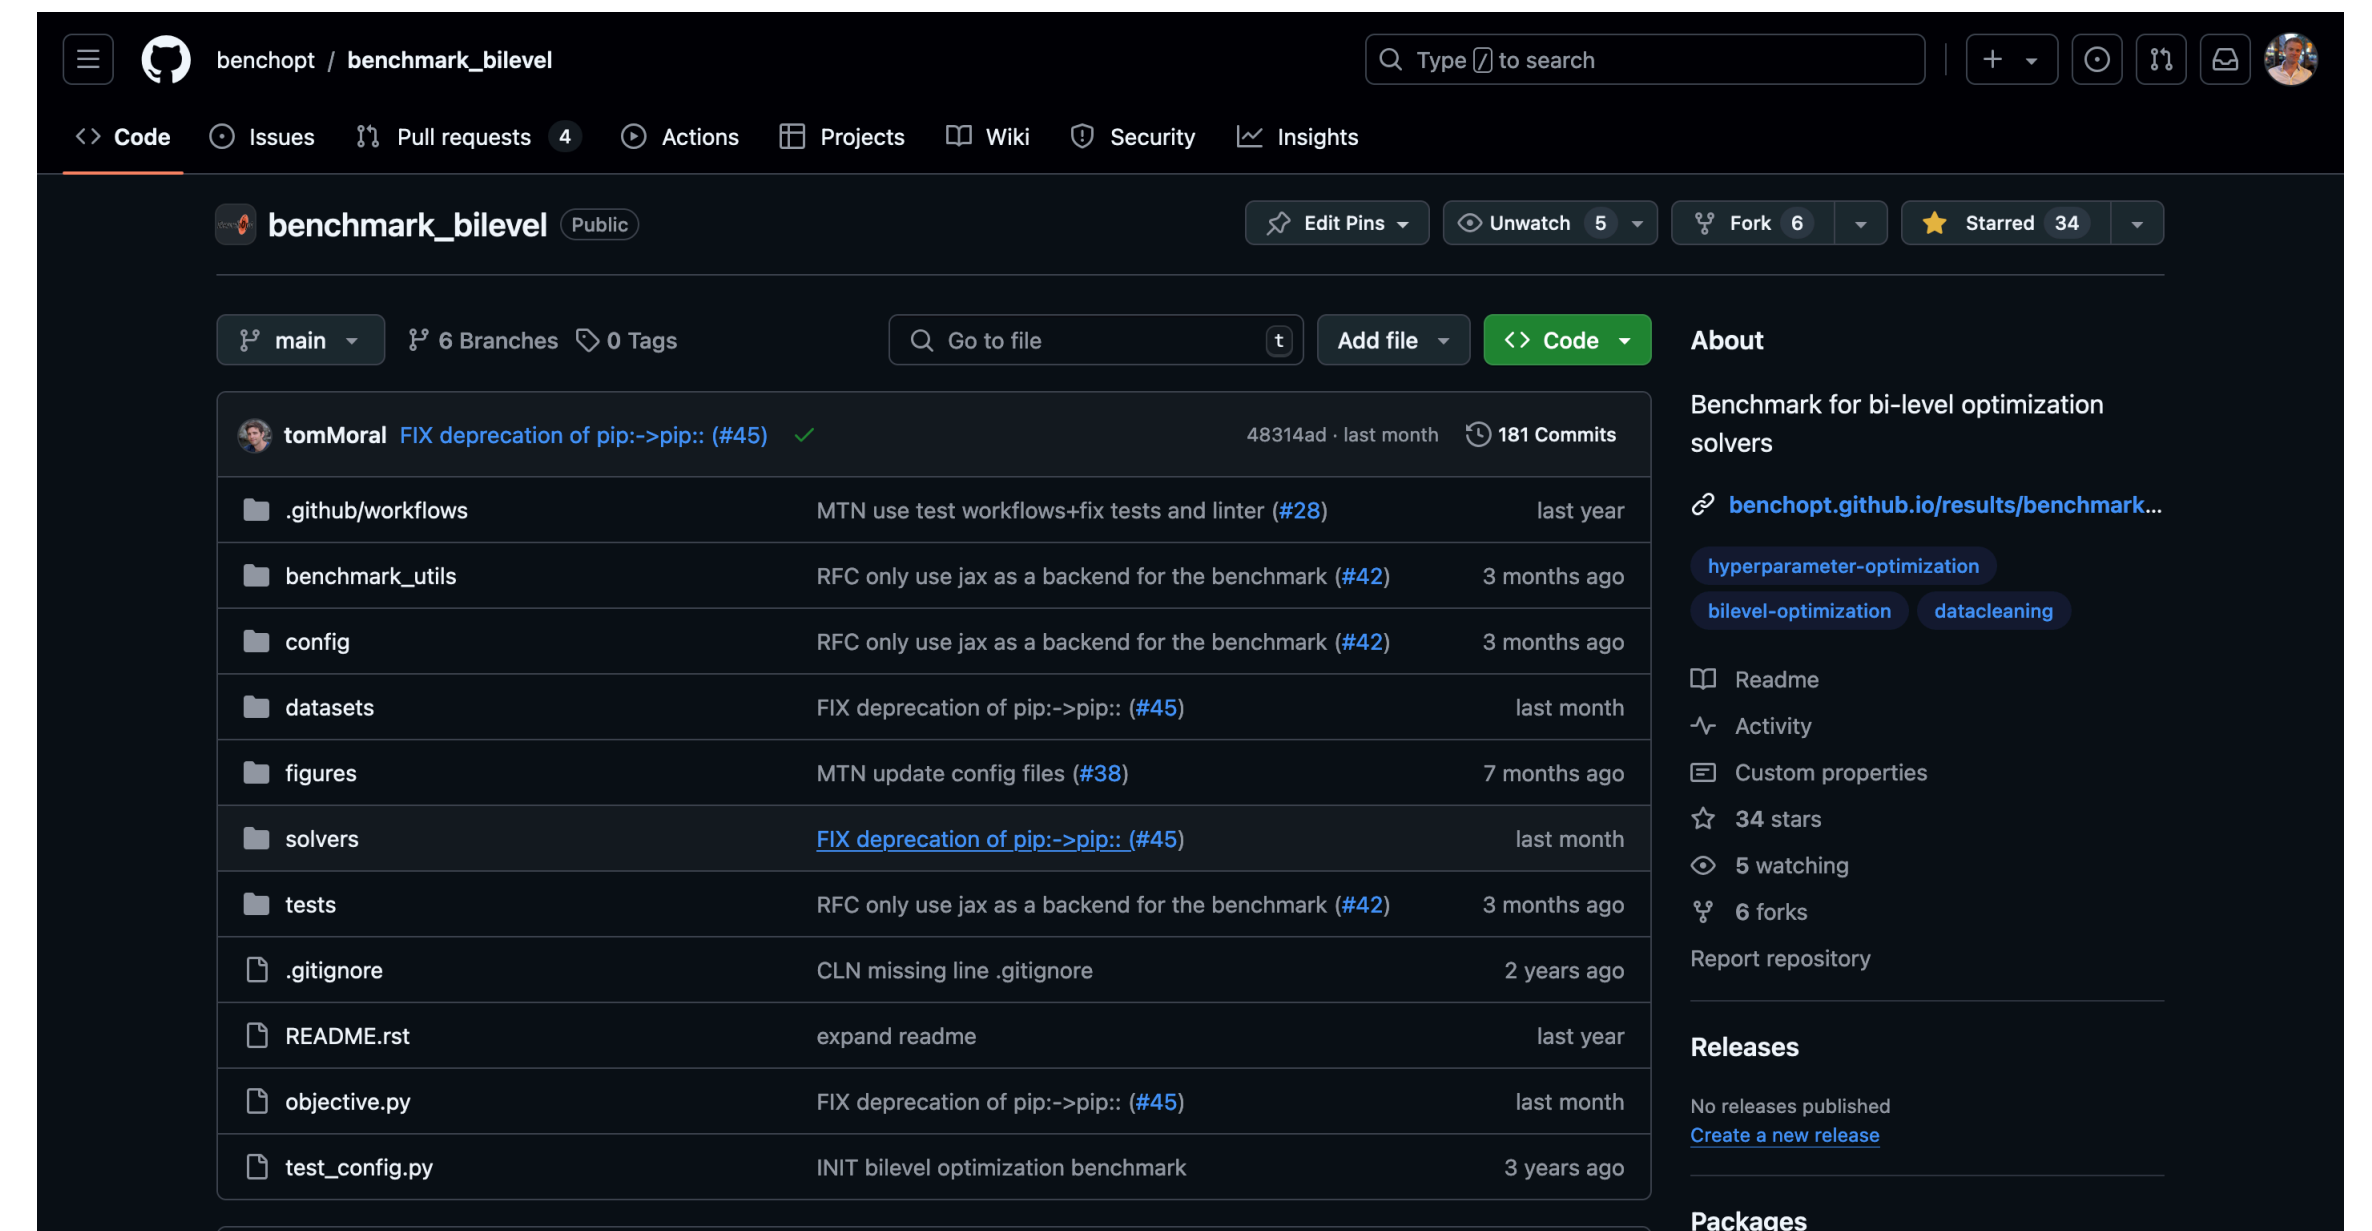 benchopt / benchmark_bilevel
Type / to search
Code
Issues
Pull requests 4
Actions
Projects
Wiki
Security
Insights
benchmark_bilevel Public
Edit Pins
Unwatch 5
Fork 6
Starred 34
main
6 Branches
0 Tags
Go to file t
Add file
Code
tomMoral FIX deprecation of pip:->pip:: (#45) 48314ad · last month 181 Commits
.github/workflows MTN use test workflows+fix tests and linter (#28) last year
benchmark_utils RFC only use jax as a backend for the benchmark (#42) 3 months ago
config RFC only use jax as a backend for the benchmark (#42) 3 months ago
datasets FIX deprecation of pip:->pip:: (#45) last month
figures MTN update config files (#38) 7 months ago
solvers FIX deprecation of pip:->pip:: (#45) last month
tests RFC only use jax as a backend for the benchmark (#42) 3 months ago
.gitignore CLN missing line .gitignore 2 years ago
README.rst expand readme last year
objective.py FIX deprecation of pip:->pip:: (#45) last month
test_config.py INIT bilevel optimization benchmark 3 years ago
About
Benchmark for bi-level optimization
solvers
benchopt.github.io/results/benchmark...
hyperparameter-optimization
bilevel-optimization datacleaning
Readme
Activity
Custom properties
34 stars
5 watching
6 forks
Report repository
Releases
No releases published
Create a new release
Packages